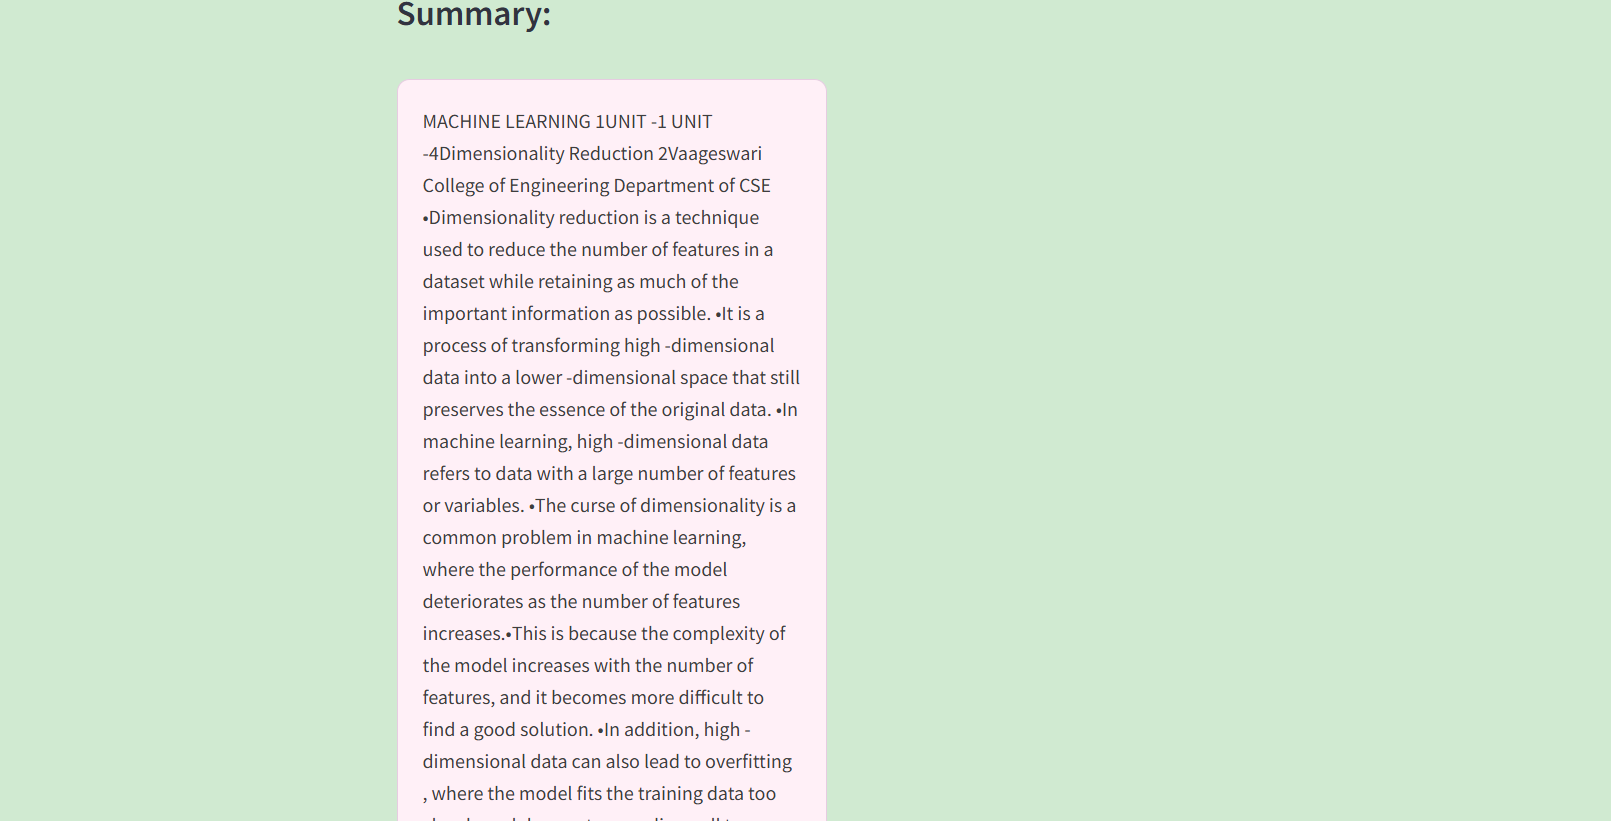 Summary:
MACHINE LEARNING 1UNIT -1 UNIT
-4Dimensionality Reduction 2Vaageswari
College of Engineering Department of CSE
•Dimensionality reduction is a technique
used to reduce the number of features in a
dataset while retaining as much of the
important information as possible. •It is a
process of transforming high -dimensional
data into a lower -dimensional space that still
preserves the essence of the original data. •In
machine learning, high -dimensional data
refers to data with a large number of features
or variables. •The curse of dimensionality is a
common problem in machine learning,
where the performance of the model
deteriorates as the number of features
increases.•This is because the complexity of
the model increases with the number of
features, and it becomes more difficult to
find a good solution. •In addition, high -
dimensional data can also lead to overfitting
, where the model fits the training data too